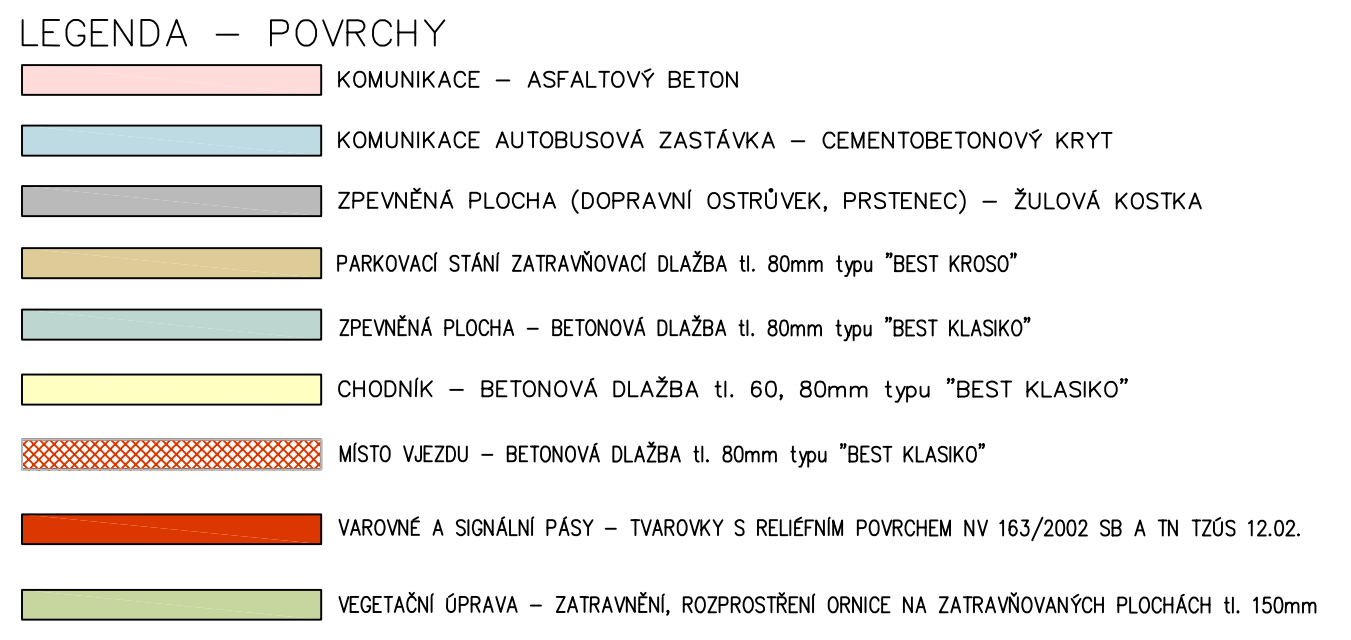 LEGENDA – POVRCHY
KOMUNIKACE – ASFALTOVÝ BETON
KOMUNIKACE AUTOBUSOVÁ ZASTÁVKA – CEMENTOBETONOVÝ KRYT
ZPEVNĚNÁ PLOCHA (DOPRAVNÍ OSTRŮVEK, PRSTENEC) – ŽULOVÁ KOSTKA
PARKOVACÍ STÁNÍ ZATRAVŇOVACÍ DLAŽBA tl. 80mm typu "BEST KROSO"
ZPEVNĚNÁ PLOCHA – BETONOVÁ DLAŽBA tl. 80mm typu "BEST KLASIKO"
CHODNÍK – BETONOVÁ DLAŽBA tl. 60, 80mm typu "BEST KLASIKO"
MÍSTO VJEZDU – BETONOVÁ DLAŽBA tl. 80mm typu "BEST KLASIKO"
VAROVNÉ A SIGNÁLNÍ PÁSY – TVAROVKY S RELIÉFNÍM POVRCHEM NV 163/2002 SB A TN TZÚS 12.02.
VEGETAČNÍ ÚPRAVA – ZATRAVNĚNÍ, ROZPROSTŘENÍ ORNICE NA ZATRAVŇOVANÝCH PLOCHÁCH tl. 150mm